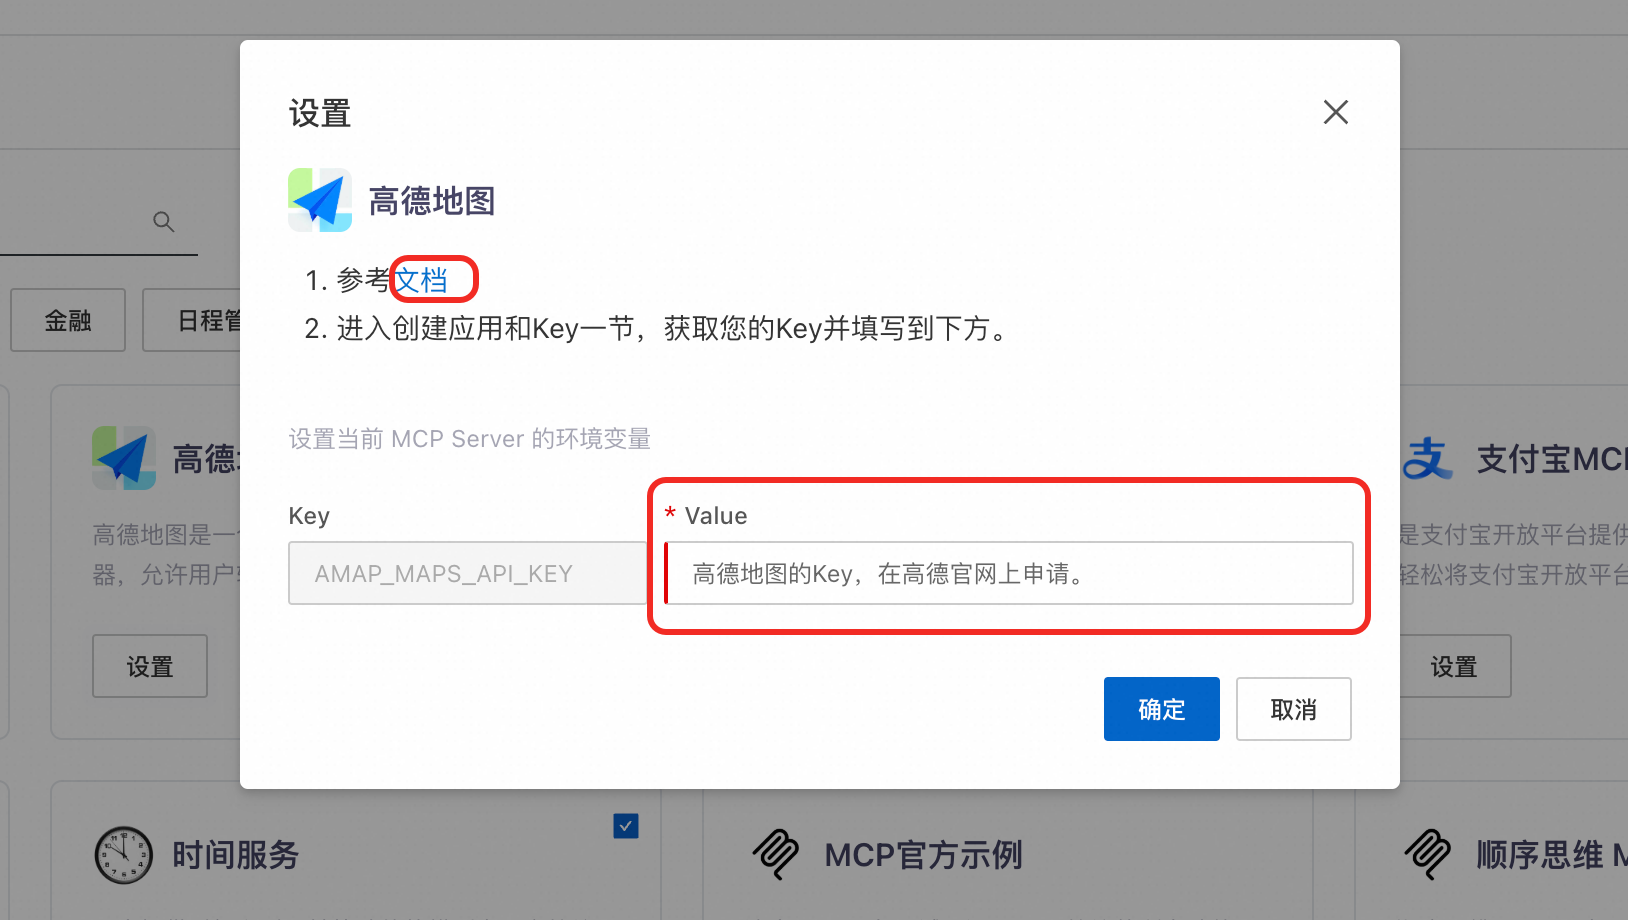 设置
高德地图
1. 参考文档
2. 进入创建应用和Key一节，获取您的Key并填写到下方。
设置当前 MCP Server 的环境变量
Key
* Value
AMAP_MAPS_API_KEY
高德地图的Key，在高德官网上申请。
确定
取消
金融
日程管
高德
支付宝MC
高德地图是一
器，允许用户
是支付宝开放平台提供
轻松将支付宝开放平台
设置
设置
时间服务
MCP官方示例
顺序思维 M